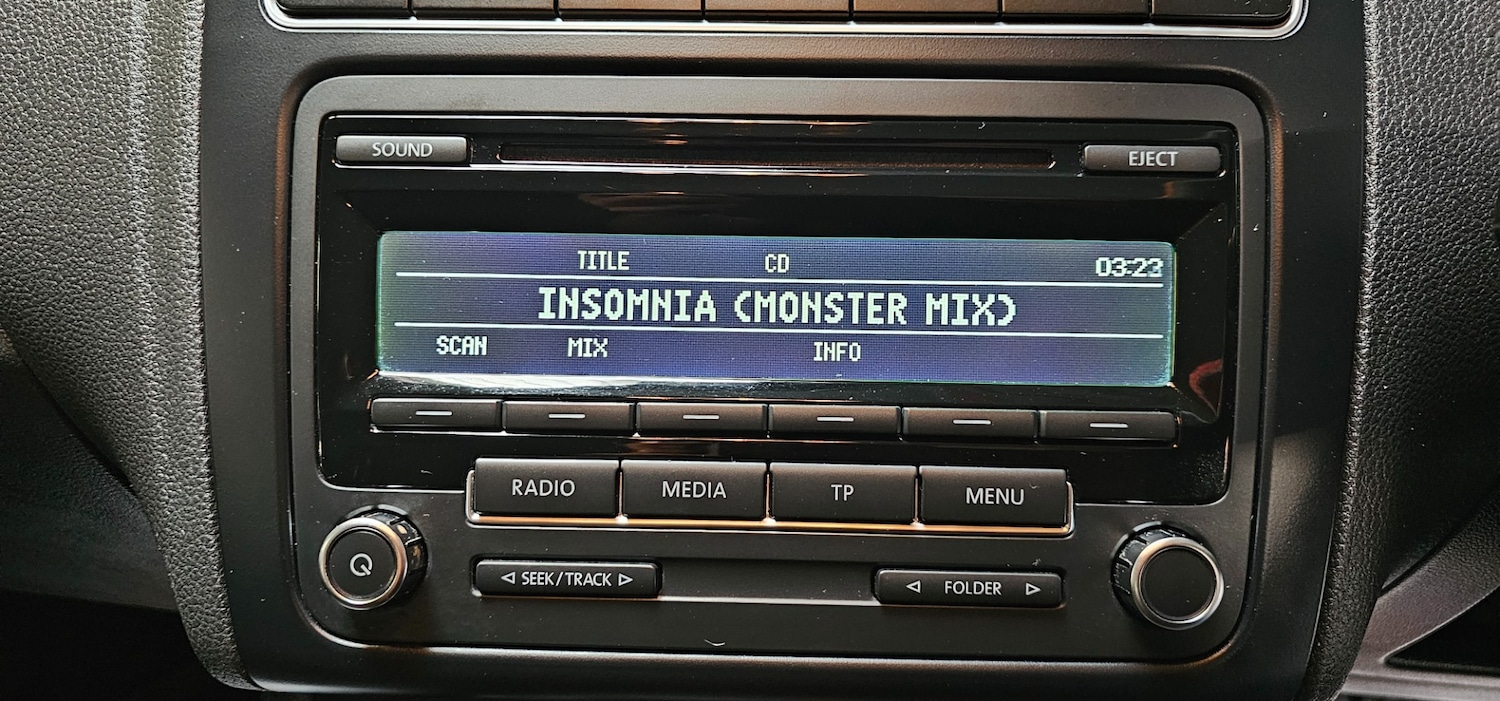 SOUND EJECT
TITLE CD 03:23
INSOMNIA (MONSTER MIX)
SCAN MIX INFO
RADIO MEDIA TP MENU
SEEK/TRACK FOLDER